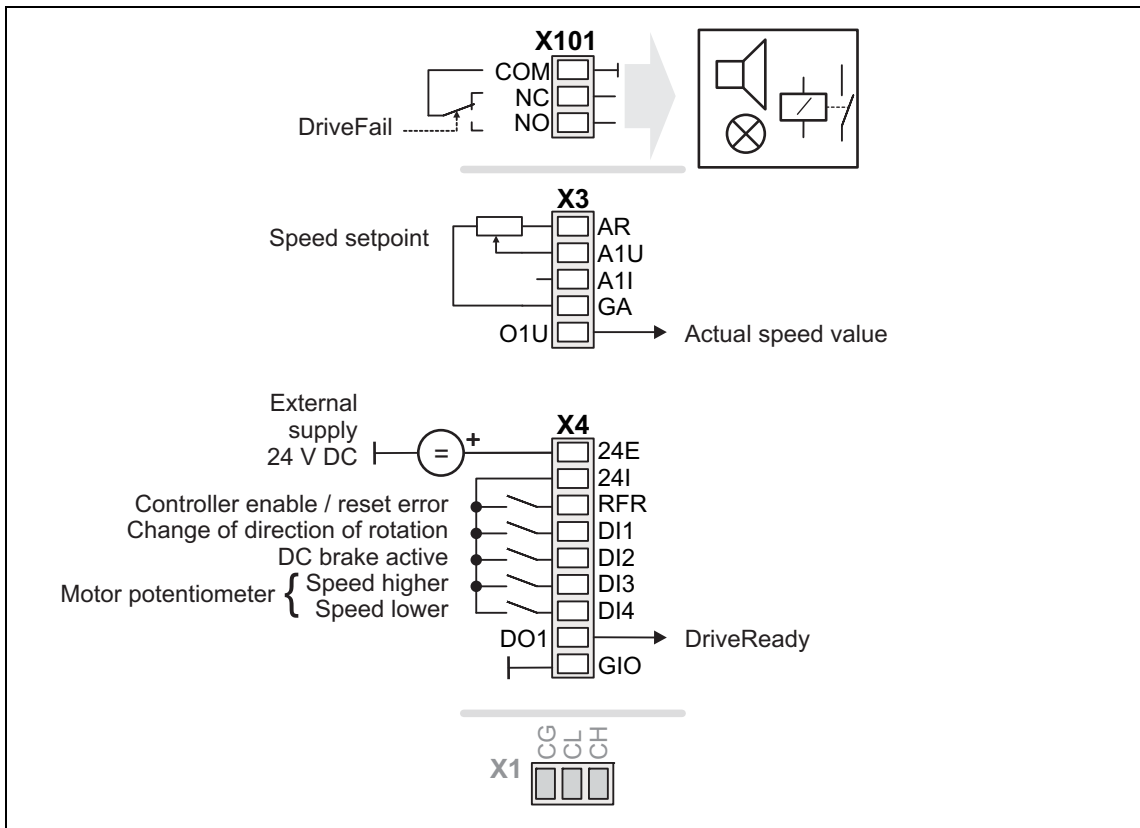 X101
COM
NC
DriveFail
NO
X3
Speed setpoint
AR
A1U
A1I
GA
O1U
Actual speed value
External
supply
24 V DC
=
+
X4
24E
24I
Controller enable / reset error
RFR
Change of direction of rotation
DI1
DC brake active
DI2
Motor potentiometer { Speed higher
DI3
Speed lower
DI4
DO1
DriveReady
GIO
CG
CL
CH
X1